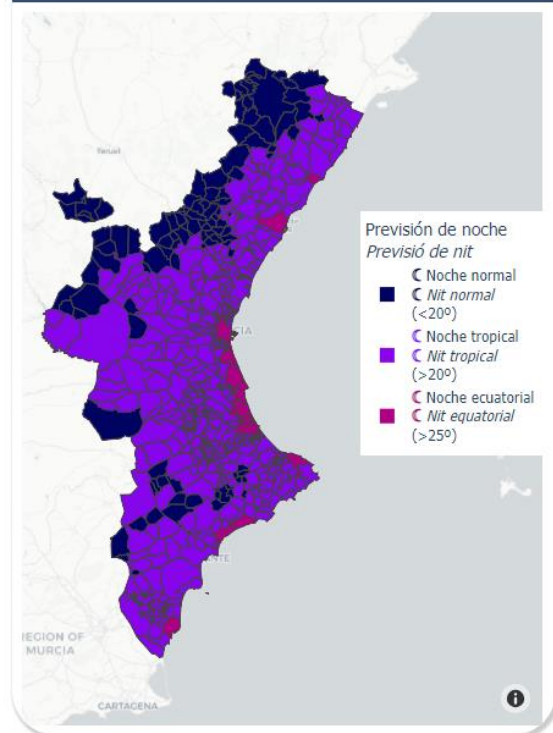 Teruel
Previsión de noche
Previsió de nit
Noche normal
Nit normal
(<20º)
Noche tropical
Nit tropical
(>20º)
Noche ecuatorial
Nit equatorial
(>25º)
REGION OF
MURCIA
CARTAGENA